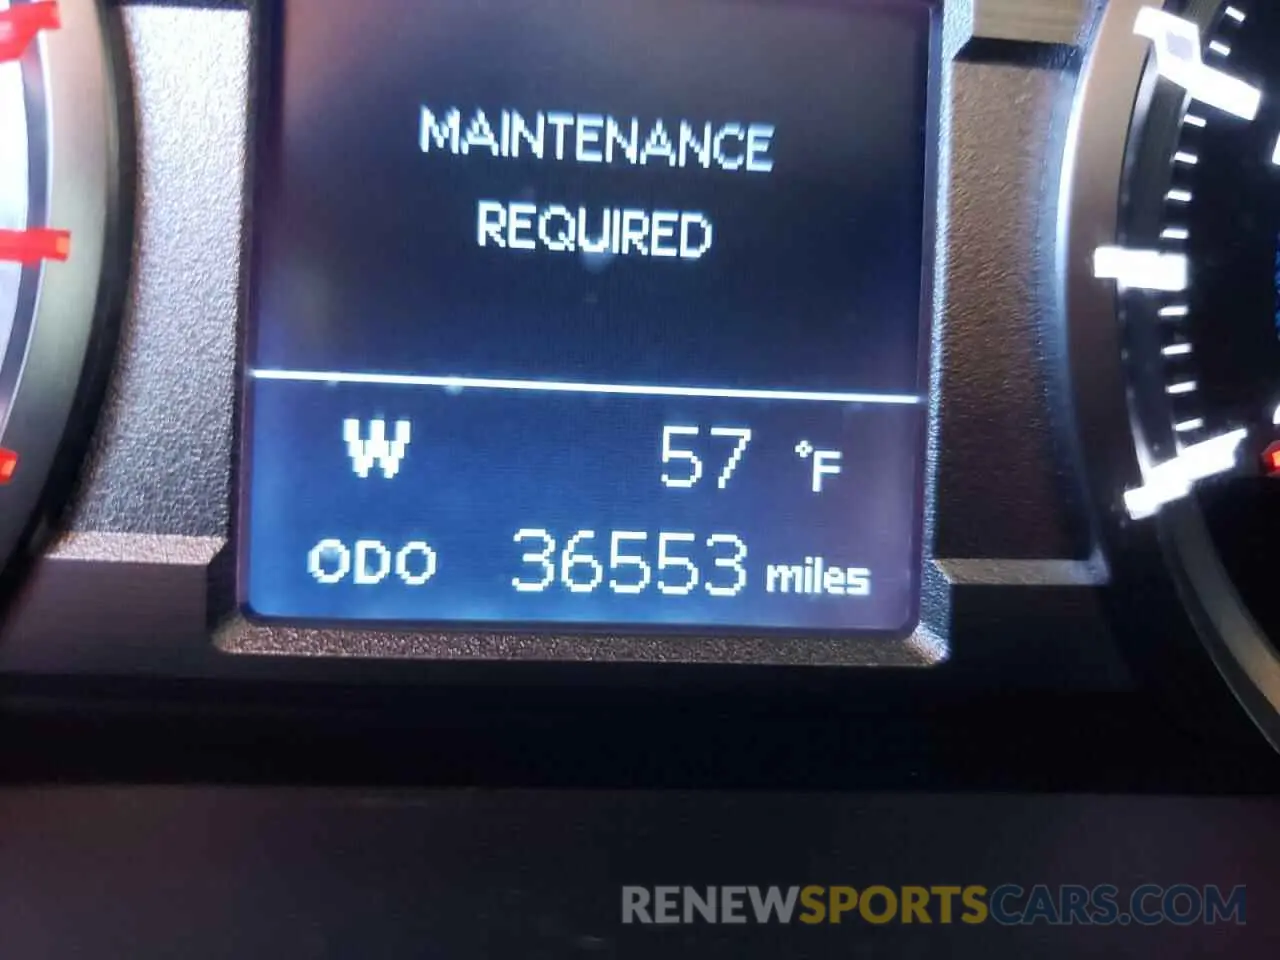 MAINTENANCE
REQUIRED
W 57 °F
ODO 36553 miles
RENEWSPORTSCARS.COM